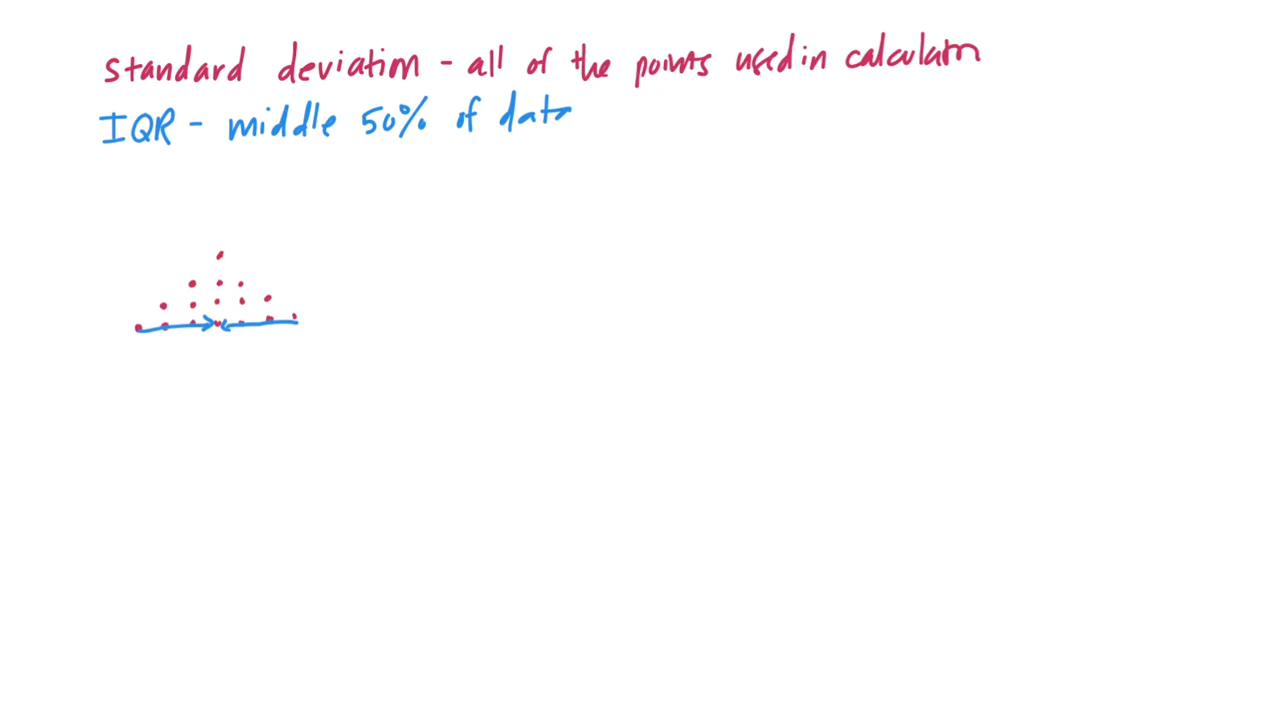 standard deviation - all of the points used in calculatn
IQR - middle 50% of data